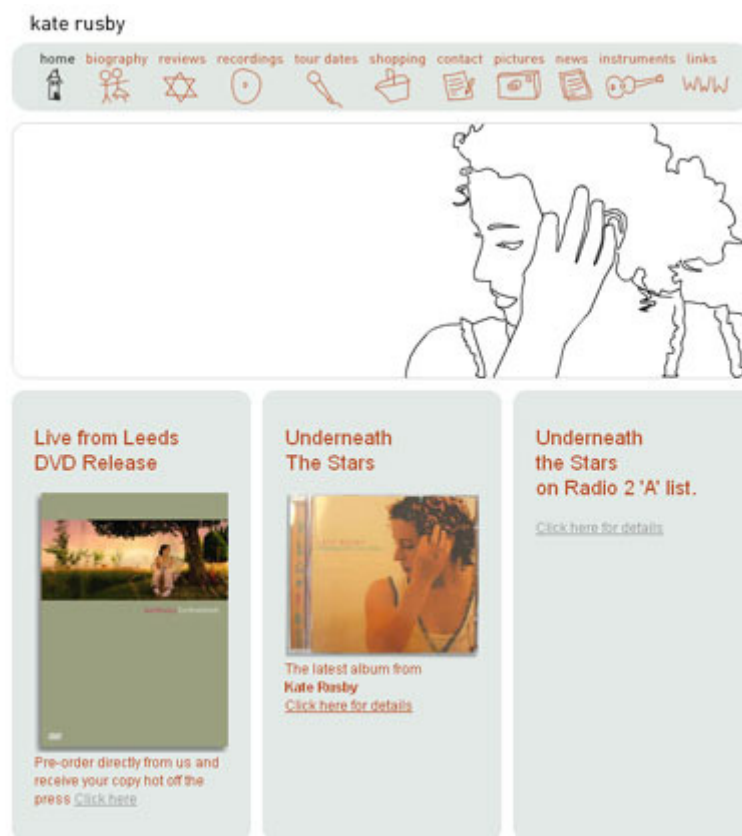 kate rusby
home biography reviews recordings tour dates shopping contact pictures news instruments links
www
Live from Leeds
DVD Release
Pre-order directly from us and
receive your copy hot off the
press Click here
Underneath
The Stars
The latest album from
Kate Rusby
Click here for details
Underneath
the Stars
on Radio 2 'A' list.
Click here for details